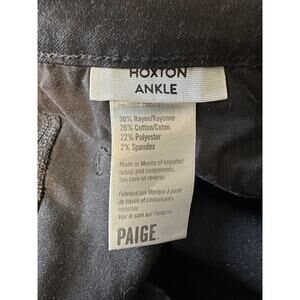 HOXTON
ANKLE
50% Rayon/Rayonne
26% Cotton/Coton
22% Polyester
2% Spandex
Made in Mexico of imported
fabric and components.
See care on reverse.
Fabriqué aux Mexique à partir
de tissus et composants
importés
Voir le soin sur l'inverse
PAIGE